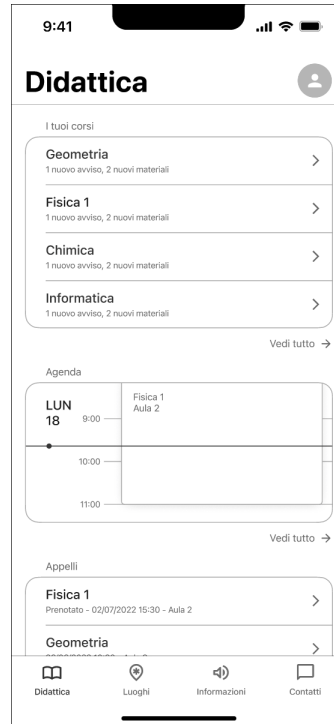 9:41
Didattica
I tuoi corsi
Geometria
1 nuovo avviso, 2 nuovi materiali
Fisica 1
1 nuovo avviso, 2 nuovi materiali
Chimica
1 nuovo avviso, 2 nuovi materiali
Informatica
1 nuovo avviso, 2 nuovi materiali
Vedi tutto →
Agenda
LUN
18
9:00
Fisica 1
Aula 2
10:00
11:00
Vedi tutto →
Appelli
Fisica 1
Prenotato - 02/07/2022 15:30 - Aula 2
Geometria
Didattica Luoghi Informazioni Contatti